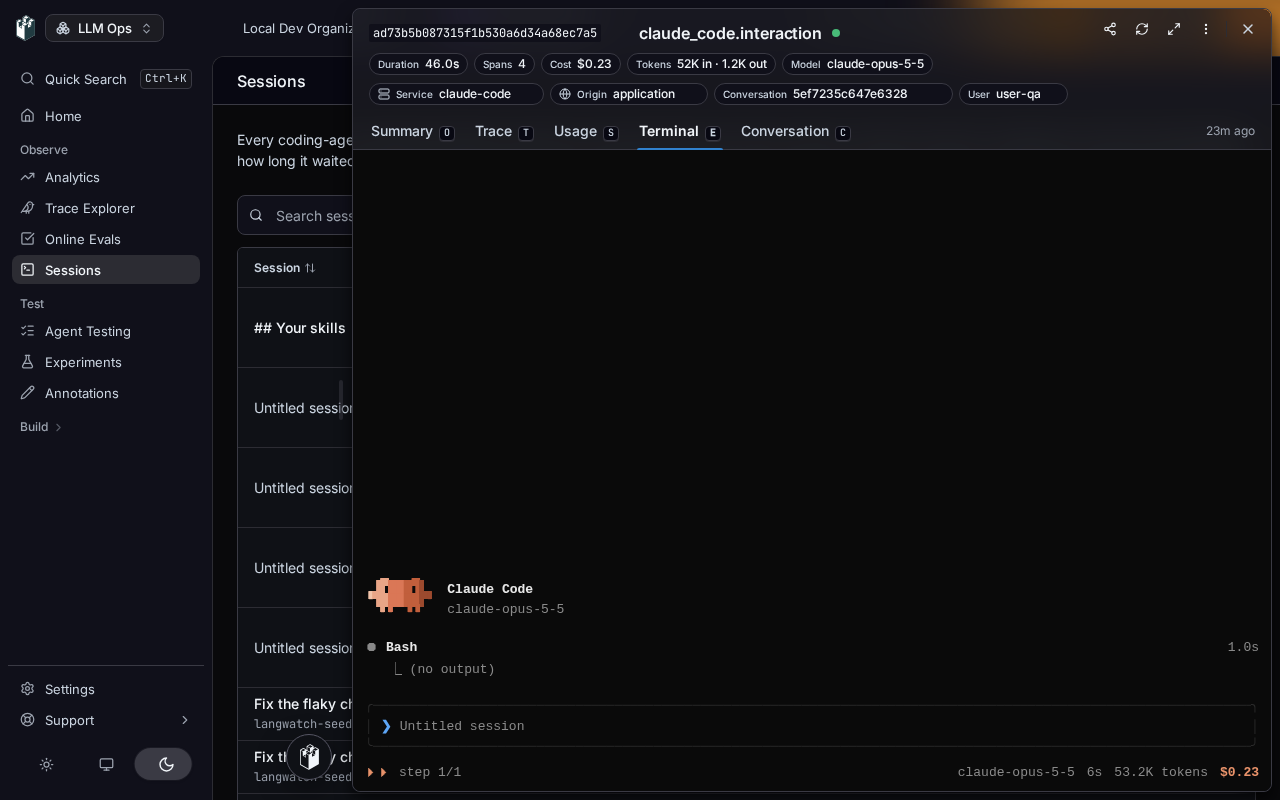 LLM Ops
Local Dev Organiz
Quick Search Ctrl+K
Home
Observe
Analytics
Trace Explorer
Online Evals
Sessions
Test
Agent Testing
Experiments
Annotations
Build
Settings
Support
Sessions
Every coding-age
how long it waited
Search sess
Session
## Your skills
Untitled session
Untitled session
Untitled session
Untitled session
Fix the flaky ch
langwatch-seed
Fix th y ch
langwatch-seed
ad73b5b087315f1b530a6d34a68ec7a5 claude_code.interaction
Duration 46.0s Spans 4 Cost $0.23 Tokens 52K in · 1.2K out Model claude-opus-5-5
Service claude-code Origin application Conversation 5ef7235c647e6328 User user-qa
Summary O Trace T Usage S Terminal E Conversation C 23m ago
Claude Code
claude-opus-5-5
Bash 1.0s
(no output)
❯ Untitled session
step 1/1 claude-opus-5-5 6s 53.2K tokens $0.23